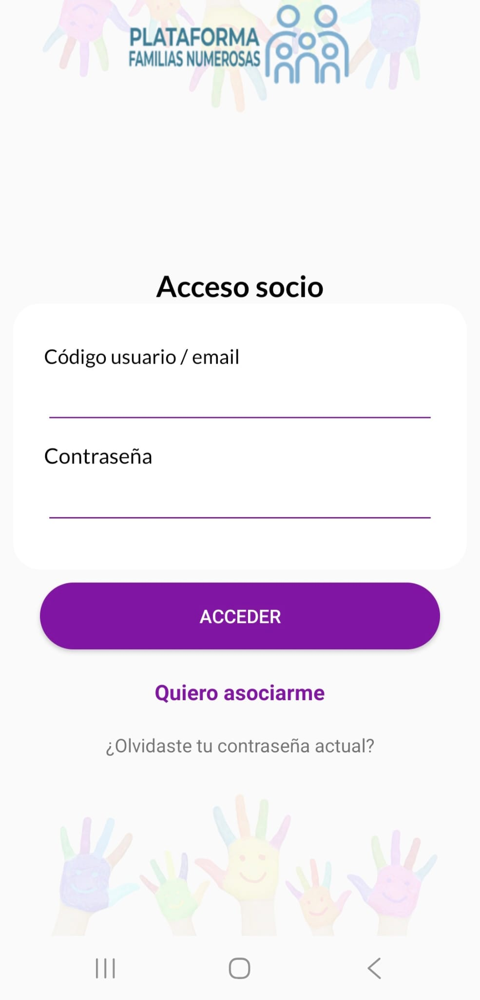 PLATAFORMA
FAMILIAS NUMEROSAS
Acceso socio
Código usuario / email
Contraseña
ACCEDER
Quiero asociarme
¿Olvidaste tu contraseña actual?